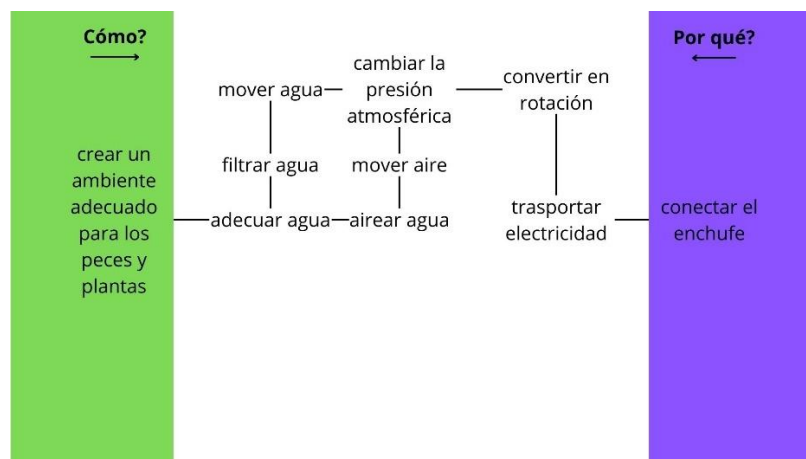 Cómo?
Por qué?
crear un
ambiente
adecuado
para los
peces y
plantas
mover agua
cambiar la
presión
atmosférica
convertir en
rotación
filtrar agua
mover aire
adecuar agua
airear agua
trasportar
electricidad
conectar el
enchufe